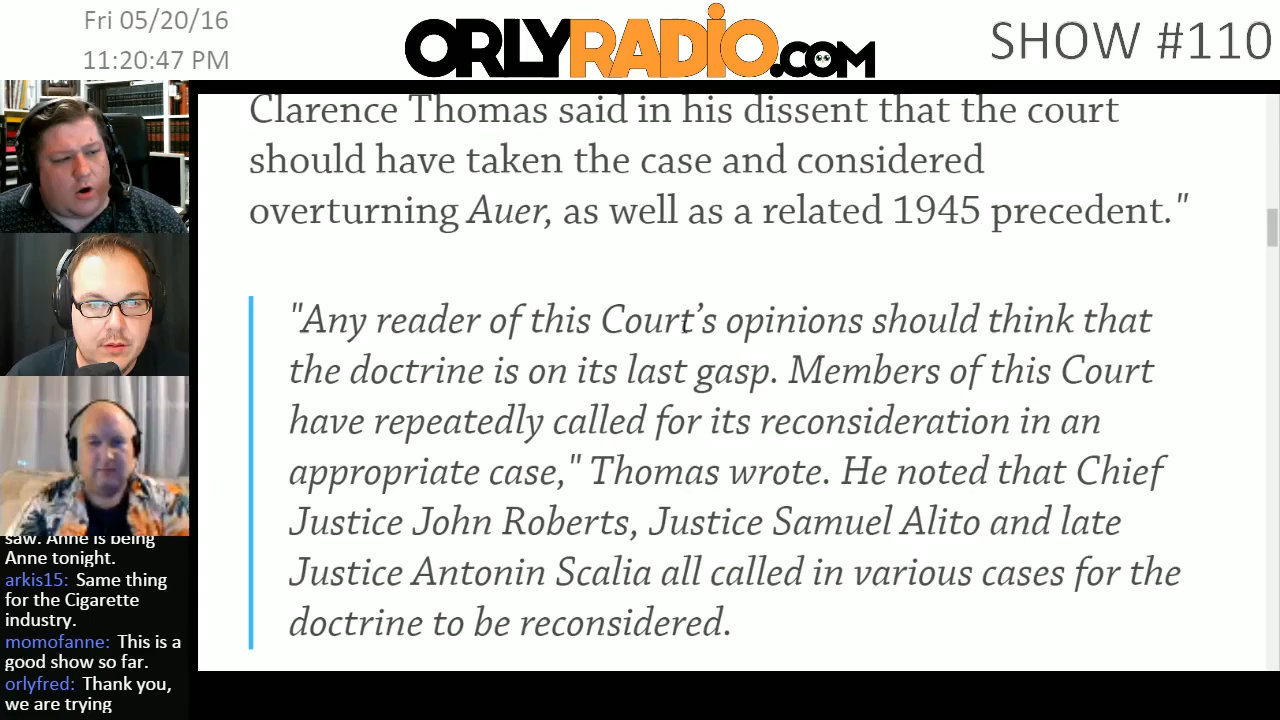 Fri 05/20/16
11:20:47 PM
ORLYRADIO.COM
SHOW #110
Clarence Thomas said in his dissent that the court
should have taken the case and considered
overturning Auer, as well as a related 1945 precedent."
"Any reader of this Court’s opinions should think that
the doctrine is on its last gasp. Members of this Court
have repeatedly called for its reconsideration in an
appropriate case," Thomas wrote. He noted that Chief
Justice John Roberts, Justice Samuel Alito and late
Justice Antonin Scalia all called in various cases for the
doctrine to be reconsidered.
saw. Anne is being
Anne tonight.
arkis15: Same thing
for the Cigarette
industry.
momofanne: This is a
good show so far.
orlyfred: Thank you,
we are trying